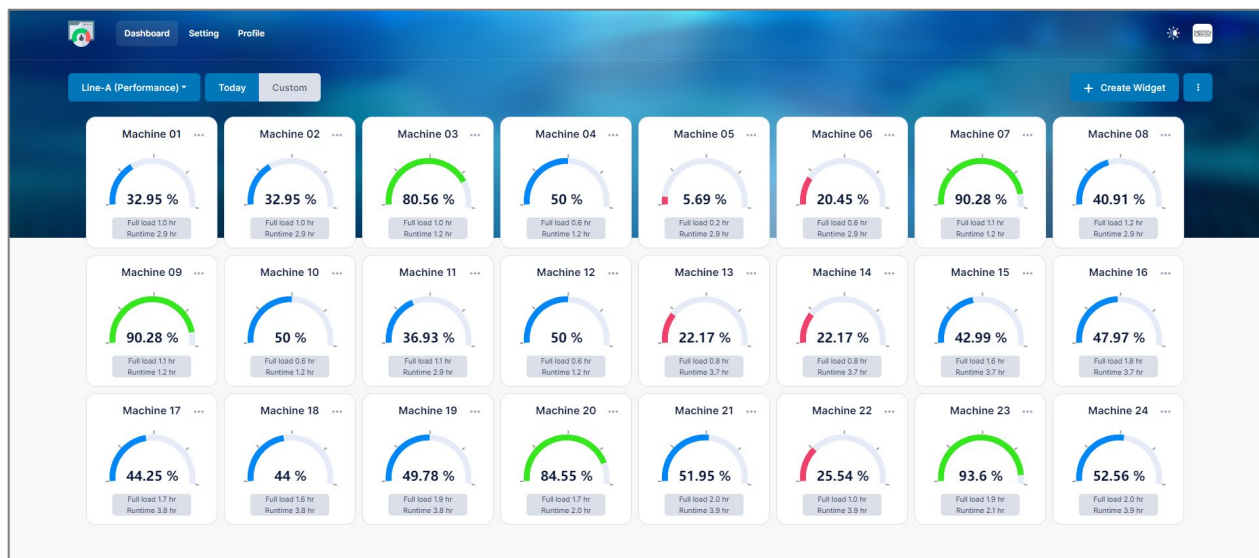 Dashboard Setting Profile
Line-A (Performance) Today Custom + Create Widget
Machine 01 Machine 02 Machine 03 Machine 04 Machine 05 Machine 06 Machine 07 Machine 08
32.95 % 32.95 % 80.56 % 50 % 5.69 % 20.45 % 90.28 % 40.91 %
Full load 1.0 hr Full load 1.0 hr Full load 1.0 hr Full load 0.6 hr Full load 0.2 hr Full load 0.6 hr Full load 1.1 hr Full load 1.2 hr
Runtime 2.9 hr Runtime 2.9 hr Runtime 1.2 hr Runtime 1.2 hr Runtime 2.9 hr Runtime 2.9 hr Runtime 1.2 hr Runtime 2.9 hr
Machine 09 Machine 10 Machine 11 Machine 12 Machine 13 Machine 14 Machine 15 Machine 16
90.28 % 50 % 36.93 % 50 % 22.17 % 22.17 % 42.99 % 47.97 %
Full load 1.1 hr Full load 0.6 hr Full load 1.1 hr Full load 0.6 hr Full load 0.8 hr Full load 0.8 hr Full load 1.6 hr Full load 1.8 hr
Runtime 1.2 hr Runtime 1.2 hr Runtime 2.9 hr Runtime 1.2 hr Runtime 3.7 hr Runtime 3.7 hr Runtime 3.7 hr Runtime 3.7 hr
Machine 17 Machine 18 Machine 19 Machine 20 Machine 21 Machine 22 Machine 23 Machine 24
44.25 % 44 % 49.78 % 84.55 % 51.95 % 25.54 % 93.6 % 52.56 %
Full load 1.7 hr Full load 1.6 hr Full load 1.9 hr Full load 1.7 hr Full load 2.0 hr Full load 1.0 hr Full load 1.9 hr Full load 2.0 hr
Runtime 3.8 hr Runtime 3.8 hr Runtime 3.8 hr Runtime 2.0 hr Runtime 3.9 hr Runtime 3.9 hr Runtime 2.1 hr Runtime 3.9 hr